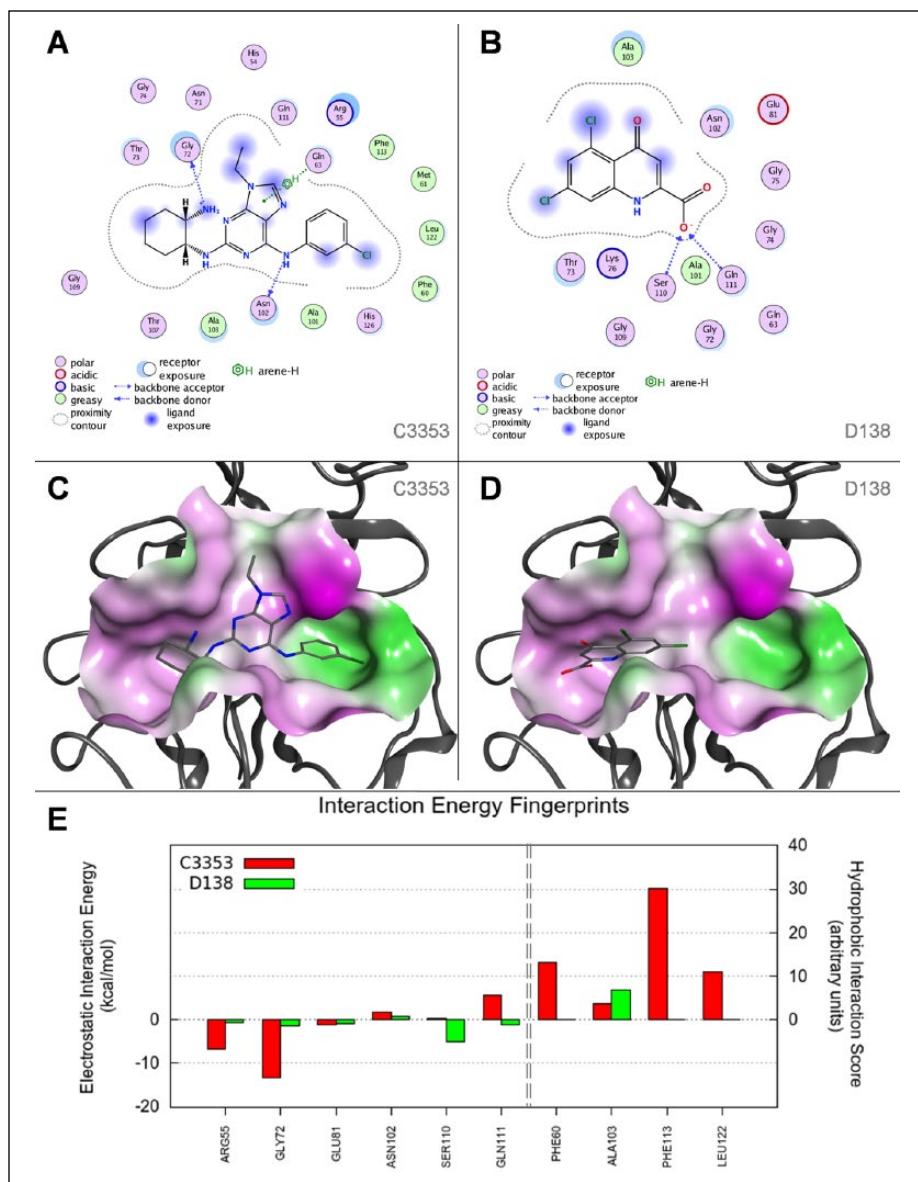 A
His
54
Gly
74
Asn
71
Gln
111
Arg
55
Thr
73
Gly
72
Gln
63
Phe
113
Met
61
Leu
122
Phe
60
His
126
Ala
101
Asn
102
Ala
103
Thr
107
Gly
109
N
N
N
N
NH₂
H
H
N
H
N
H
Cl
H
polar
acidic
basic
greasy
proximity
contour
receptor
exposure
backbone acceptor
backbone donor
ligand
exposure
H arene-H
C3353
B
Ala
103
Glu
81
Asn
102
Gly
75
Gly
74
Gln
63
Gly
72
Gln
111
Ala
101
Ser
110
Gly
109
Lys
76
Thr
73
Cl
O
Cl
NH
O
O
polar
acidic
basic
greasy
proximity
contour
receptor
exposure
backbone acceptor
backbone donor
ligand
exposure
H arene-H
D138
C
C3353
D
D138
E
Interaction Energy Fingerprints
C3353
D138
Electrostatic Interaction Energy
(kcal/mol)
0
-10
-20
40
30
20
10
0
Hydrophobic Interaction Score
(arbitrary units)
ARG55
GLY72
GLU81
ASN102
SER110
GLN111
PHE60
ALA103
PHE113
LEU122